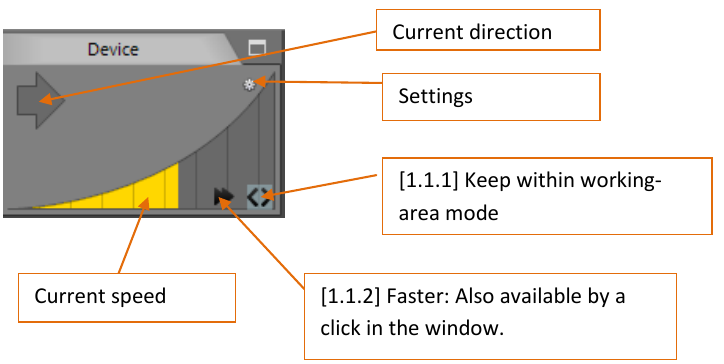 Current direction
Device
Settings
[1.1.1] Keep within working-
area mode
Current speed
[1.1.2] Faster: Also available by a
click in the window.